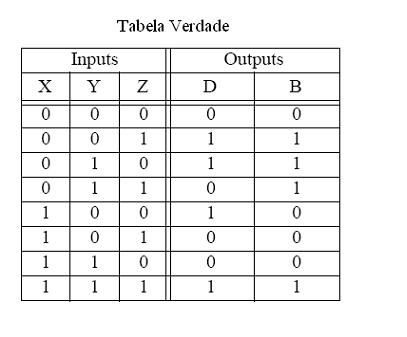 Tabela Verdade
Inputs Outputs
X Y Z D B
0 0 0 0 0
0 0 1 1 1
0 1 0 1 1
0 1 1 0 1
1 0 0 1 0
1 0 1 0 0
1 1 0 0 0
1 1 1 1 1